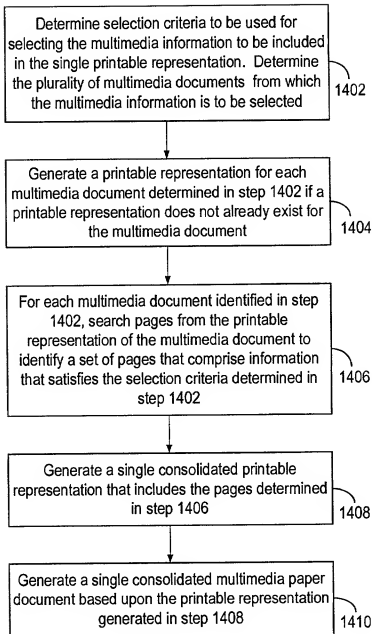 Determine selection criteria to be used for
selecting the multimedia information to be included
in the single printable representation. Determine
the plurality of multimedia documents from which
the multimedia information is to be selected
1402
Generate a printable representation for each
multimedia document determined in step 1402 if a
printable representation does not already exist for
the multimedia document
1404
For each multimedia document identified in step
1402, search pages from the printable
representation of the multimedia document to
identify a set of pages that comprise information
that satisfies the selection criteria determined in
step 1402
1406
Generate a single consolidated printable
representation that includes the pages determined
in step 1406
1408
Generate a single consolidated multimedia paper
document based upon the printable representation
generated in step 1408
1410